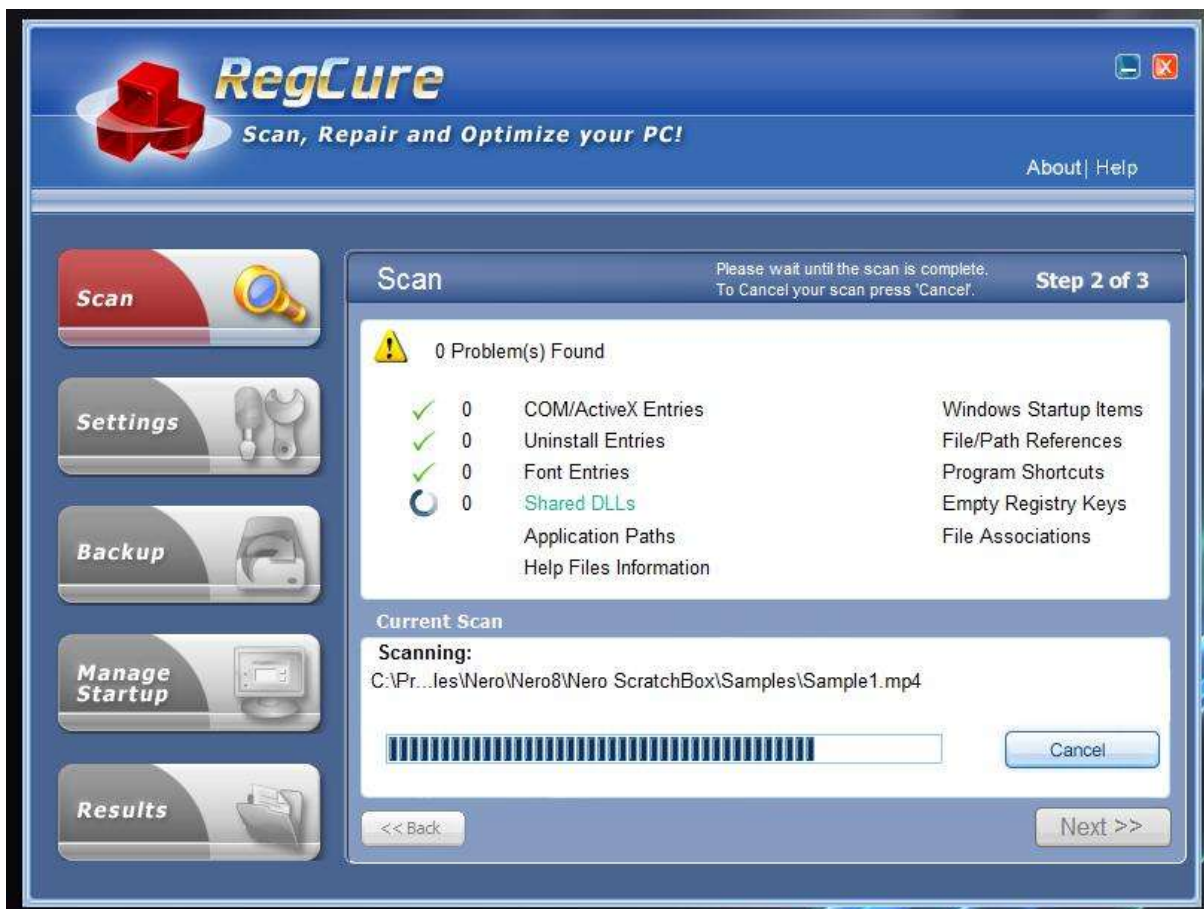 RegCure
Scan, Repair and Optimize your PC!
About| Help
Scan
Settings
Backup
Manage
Startup
Results
Scan
Please wait until the scan is complete.
To Cancel your scan press 'Cancel'.
Step 2 of 3
0 Problem(s) Found
0 COM/ActiveX Entries
0 Uninstall Entries
0 Font Entries
0 Shared DLLs
Application Paths
Help Files Information
Windows Startup Items
File/Path References
Program Shortcuts
Empty Registry Keys
File Associations
Current Scan
Scanning:
C:\Pr...les\Nero\Nero8\Nero ScratchBox\Samples\Sample1.mp4
Cancel
<< Back
Next >>